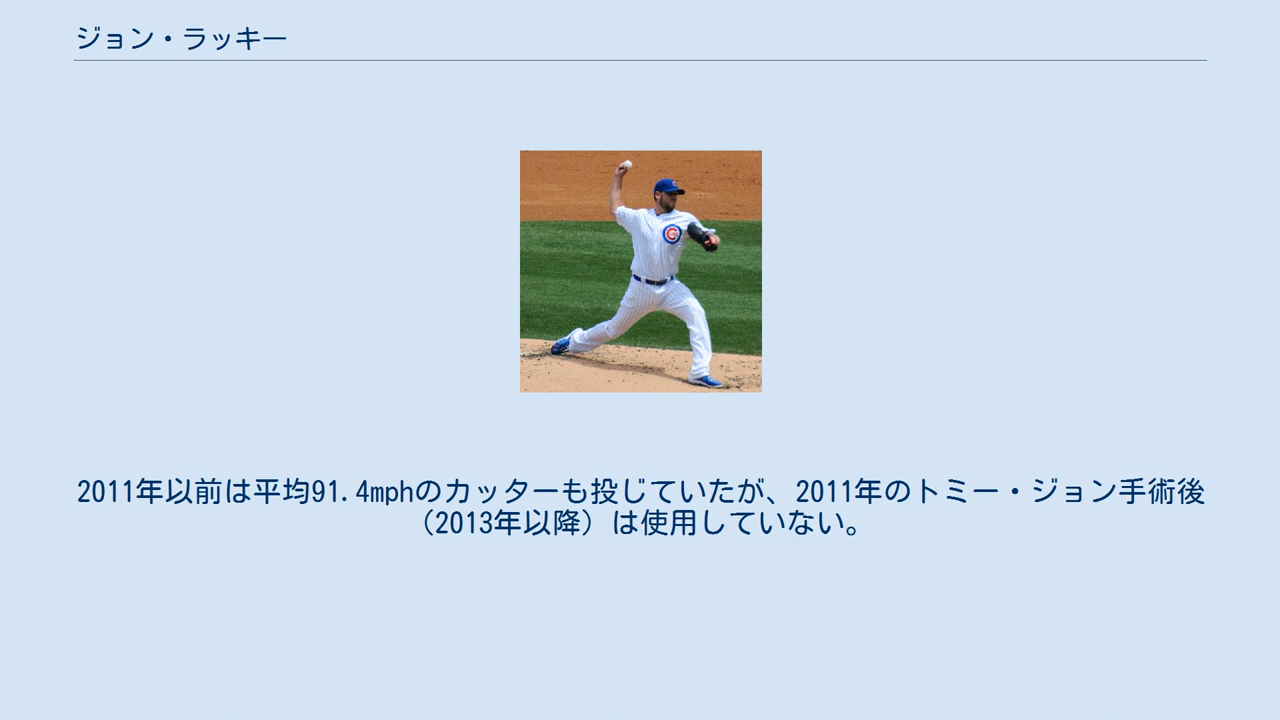 ジョン・ラッキー
2011年以前は平均91.4mphのカッターも投じていたが、2011年のトミー・ジョン手術後
（2013年以降）は使用していない。